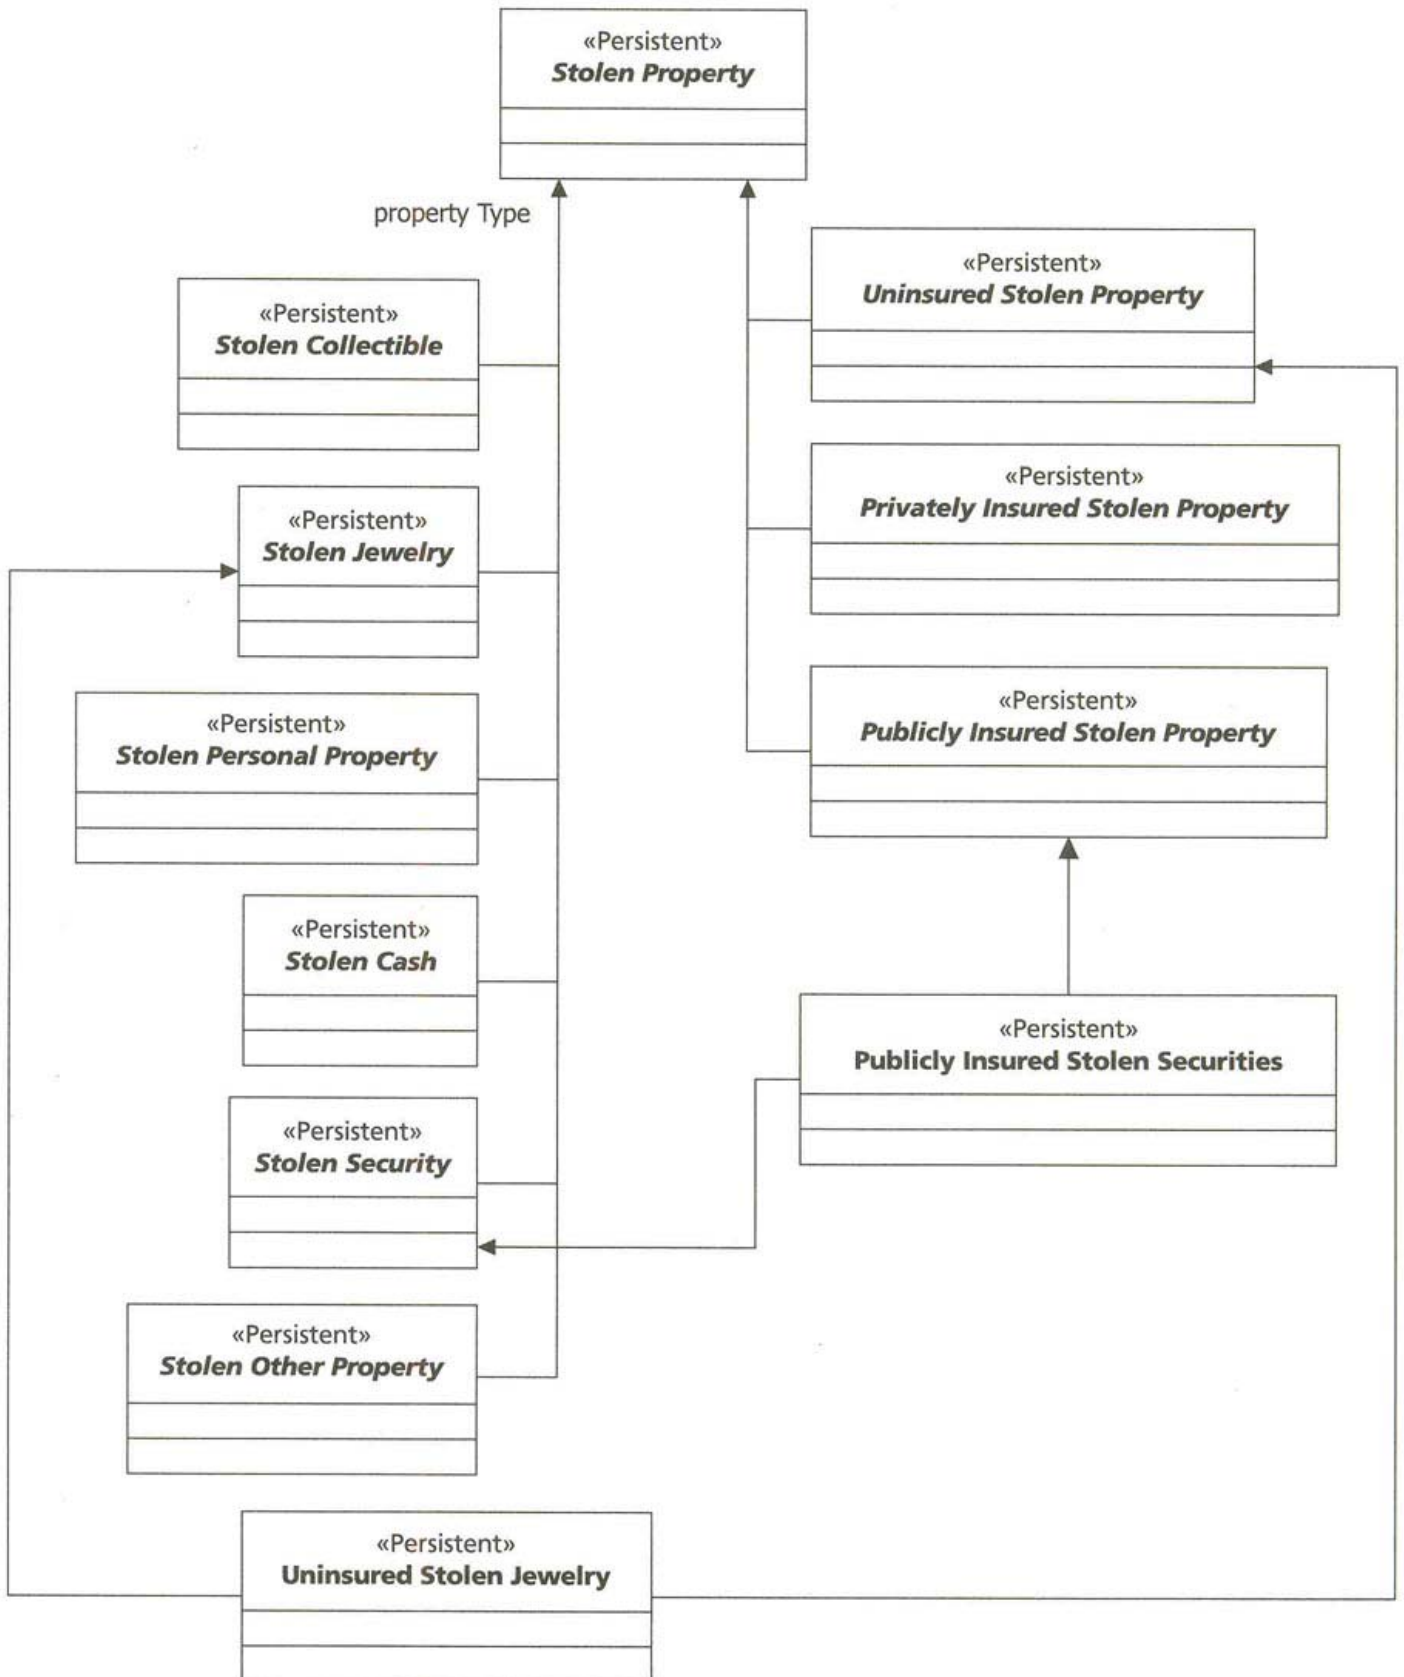 «Persistent»
Stolen Property
property Type
«Persistent»
Uninsured Stolen Property
«Persistent»
Stolen Collectible
«Persistent»
Privately Insured Stolen Property
«Persistent»
Stolen Jewelry
«Persistent»
Stolen Personal Property
«Persistent»
Publicly Insured Stolen Property
«Persistent»
Stolen Cash
«Persistent»
Publicly Insured Stolen Securities
«Persistent»
Stolen Security
«Persistent»
Stolen Other Property
«Persistent»
Uninsured Stolen Jewelry